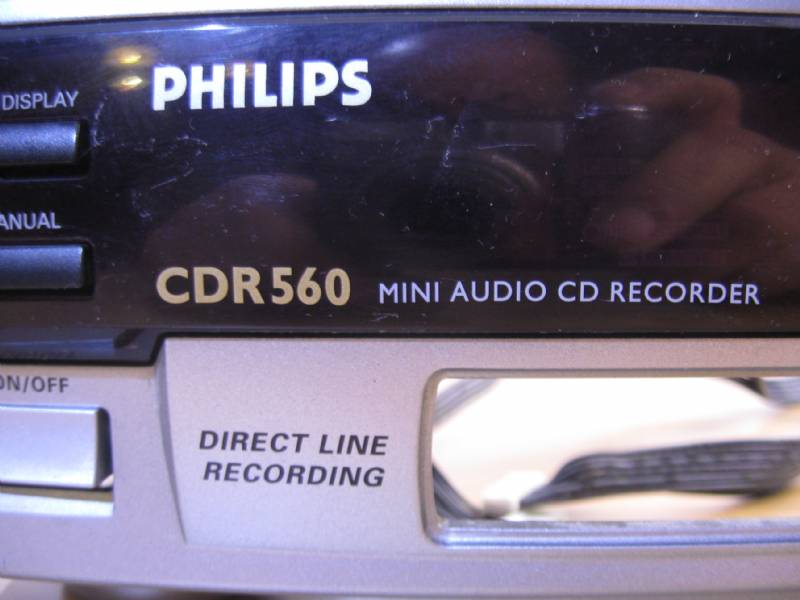 DISPLAY
PHILIPS
ANUAL
CDR560 MINI AUDIO CD RECORDER
ON/OFF
DIRECT LINE
RECORDING